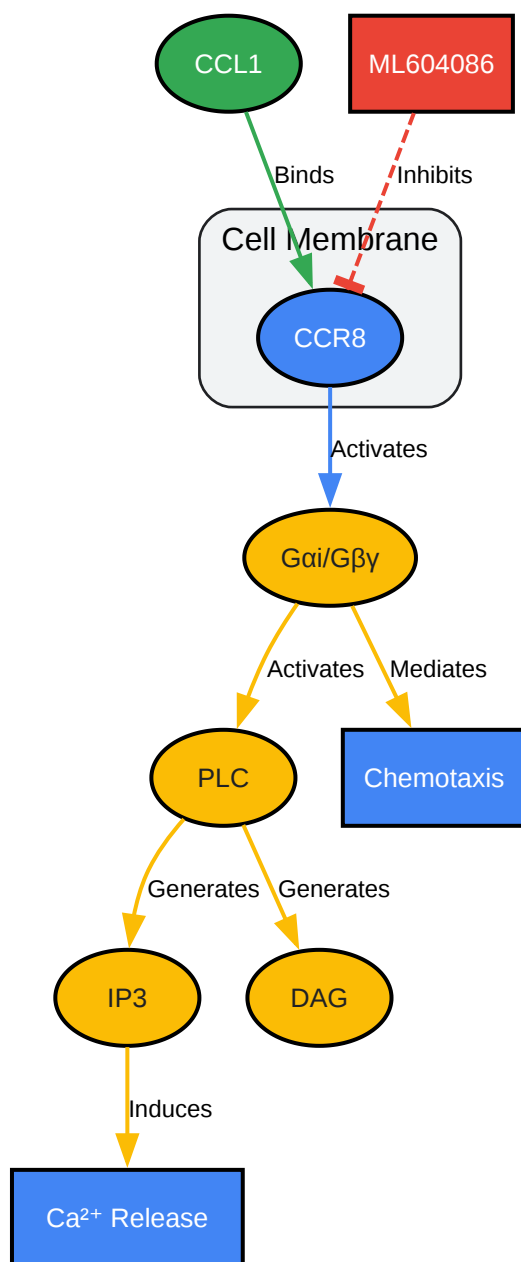 CCL1
ML604086
Binds
Inhibits
Cell Membrane
CCR8
Activates
Gαi/Gβγ
Activates
Mediates
PLC
Chemotaxis
Generates
Generates
IP3
DAG
Induces
Ca²⁺ Release